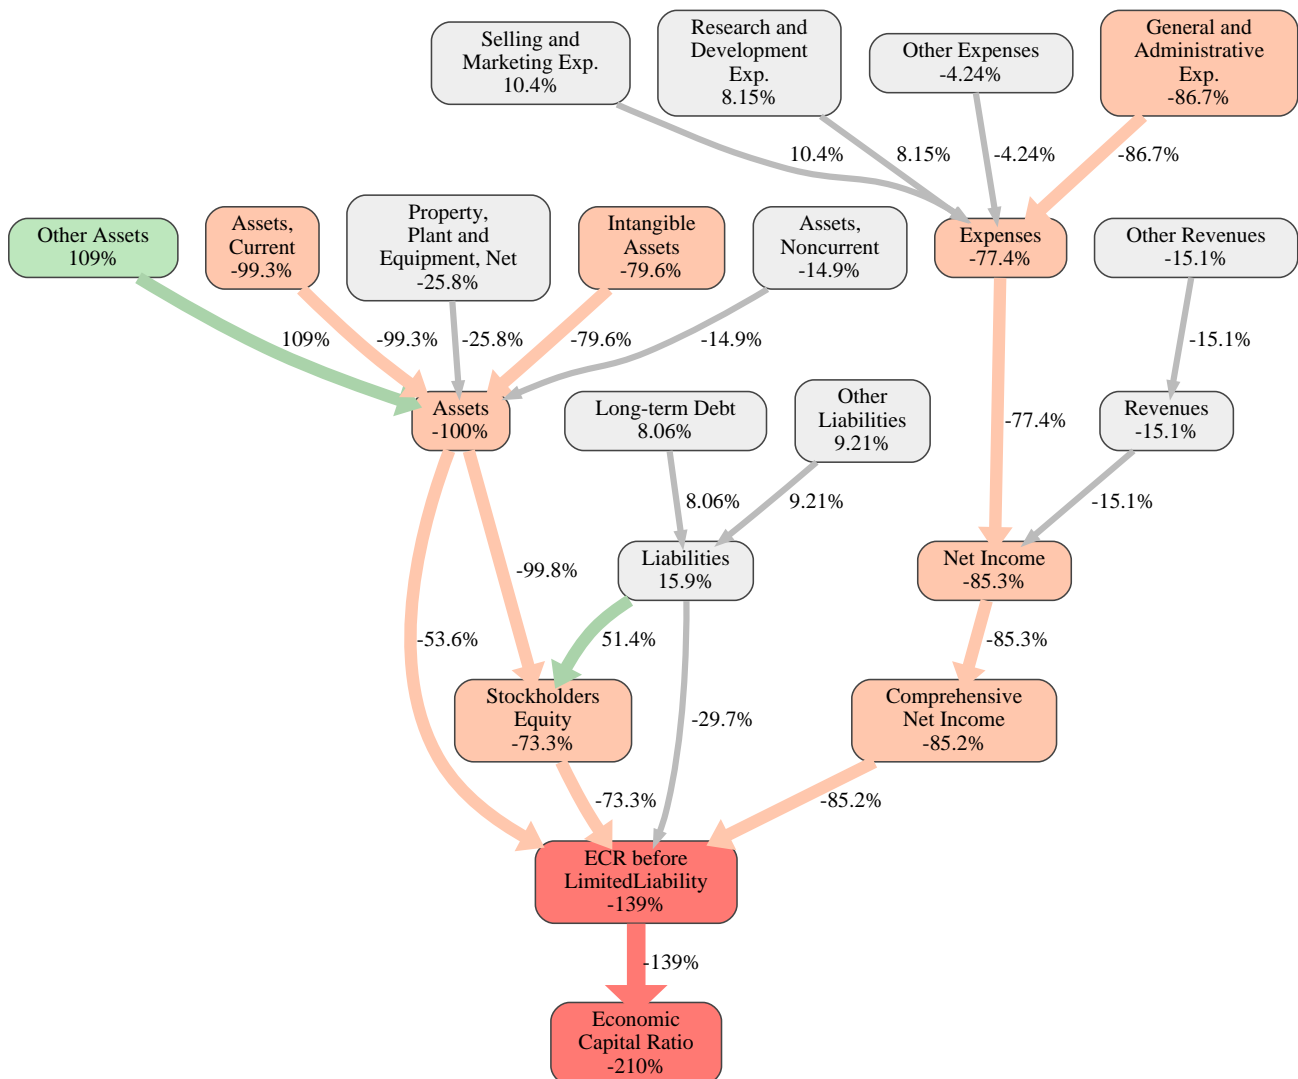 Selling and
Marketing Exp.
10.4%
Research and
Development
Exp.
8.15%
Other Expenses
-4.24%
General and
Administrative
Exp.
-86.7%
10.4%
8.15%
-4.24%
-86.7%
Other Assets
109%
Assets,
Current
-99.3%
Property,
Plant and
Equipment, Net
-25.8%
Intangible
Assets
-79.6%
Assets,
Noncurrent
-14.9%
Expenses
-77.4%
Other Revenues
-15.1%
109%
-99.3%
-25.8%
-79.6%
-14.9%
-15.1%
Assets
-100%
Long-term Debt
8.06%
Other
Liabilities
9.21%
-77.4%
Revenues
-15.1%
8.06%
9.21%
-15.1%
-99.8%
Liabilities
15.9%
Net Income
-85.3%
-53.6%
51.4%
-85.3%
Stockholders
Equity
-73.3%
-29.7%
Comprehensive
Net Income
-85.2%
-73.3%
-85.2%
ECR before
LimitedLiability
-139%
-139%
Economic
Capital Ratio
-210%